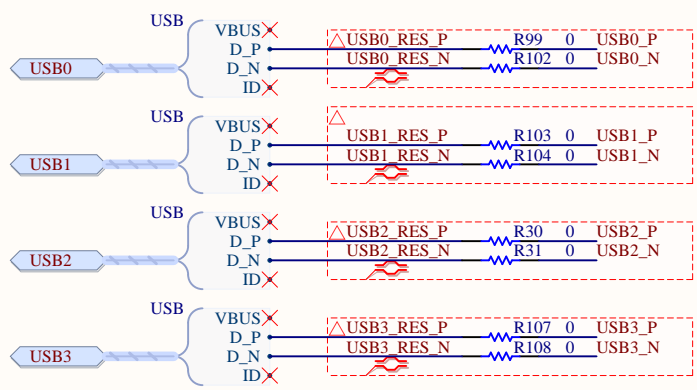 USB
VBUS
D_P USB0_RES_P R99 0 USB0_P
USB0 D_N USB0_RES_N R102 0 USB0_N
ID
USB
VBUS
D_P USB1_RES_P R103 0 USB1_P
USB1 D_N USB1_RES_N R104 0 USB1_N
ID
USB
VBUS
D_P USB2_RES_P R30 0 USB2_P
USB2 D_N USB2_RES_N R31 0 USB2_N
ID
USB
VBUS
D_P USB3_RES_P R107 0 USB3_P
USB3 D_N USB3_RES_N R108 0 USB3_N
ID